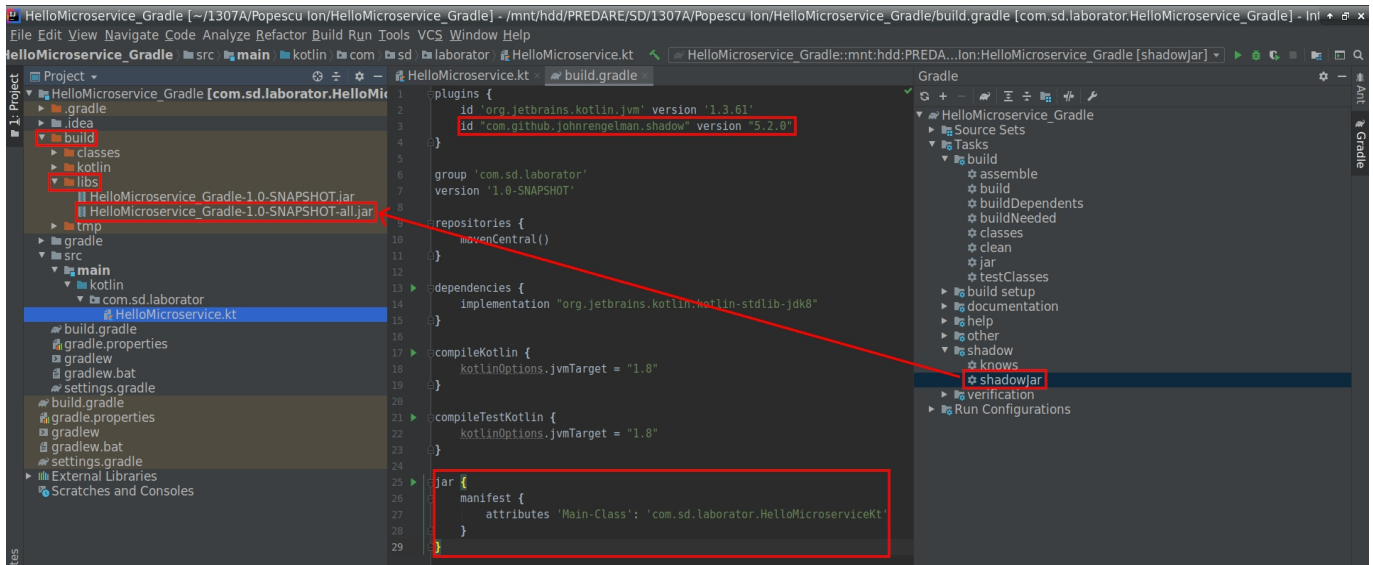 HelloMicroservice_Gradle [~/1307A/Popescu Ion/HelloMicroservice_Gradle] - /mnt/hdd/PREDARE/SD/1307A/Popescu Ion/HelloMicroservice_Gradle/build.gradle [com.sd.laborator.HelloMicroservice_Gradle] - Int
File Edit View Navigate Code Analyze Refactor Build Run Tools VCS Window Help
HelloMicroservice_Gradle src main kotlin com sd laborator HelloMicroservice.kt HelloMicroservice_Gradle::mnt:hdd:PREDA...Ion:HelloMicroservice_Gradle [shadowJar]
1: Project
Project
HelloMicroservice_Gradle [com.sd.laborator.HelloMic
.gradle
.idea
build
classes
kotlin
libs
HelloMicroservice_Gradle-1.0-SNAPSHOT.jar
HelloMicroservice_Gradle-1.0-SNAPSHOT-all.jar
tmp
gradle
src
main
kotlin
com.sd.laborator
HelloMicroservice.kt
build.gradle
gradle.properties
gradlew
gradlew.bat
settings.gradle
build.gradle
gradle.properties
gradlew
gradlew.bat
settings.gradle
External Libraries
Scratches and Consoles
HelloMicroservice.kt build.gradle
1 plugins {
2 id 'org.jetbrains.kotlin.jvm' version '1.3.61'
3 id "com.github.johnrengelman.shadow" version "5.2.0"
4 }
5
6 group 'com.sd.laborator'
7 version '1.0-SNAPSHOT'
8
9 repositories {
10 mavenCentral()
11 }
12
13 dependencies {
14 implementation "org.jetbrains.kotlin:kotlin-stdlib-jdk8"
15 }
16
17 compileKotlin {
18 kotlinOptions.jvmTarget = "1.8"
19 }
20
21 compileTestKotlin {
22 kotlinOptions.jvmTarget = "1.8"
23 }
24
25 jar {
26 manifest {
27 attributes 'Main-Class': 'com.sd.laborator.HelloMicroserviceKt'
28 }
29 }
Gradle
HelloMicroservice_Gradle
Source Sets
Tasks
build
assemble
build
buildDependents
buildNeeded
classes
clean
jar
testClasses
build setup
documentation
help
other
shadow
knows
shadowJar
verification
Run Configurations
Ant
Gradle